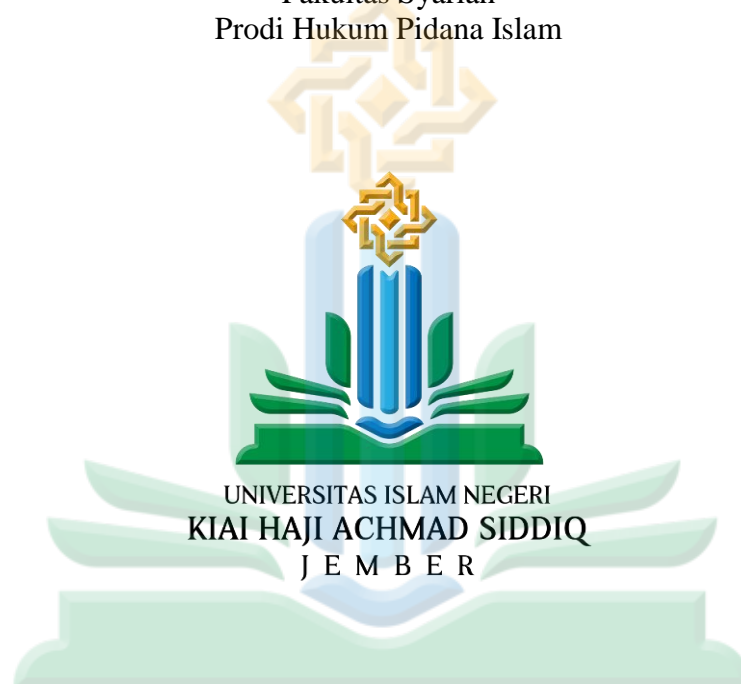 Fakultas Syariah
Prodi Hukum Pidana Islam
UNIVERSITAS ISLAM NEGERI
KIAI HAJI ACHMAD SIDDIQ
J E M B E R